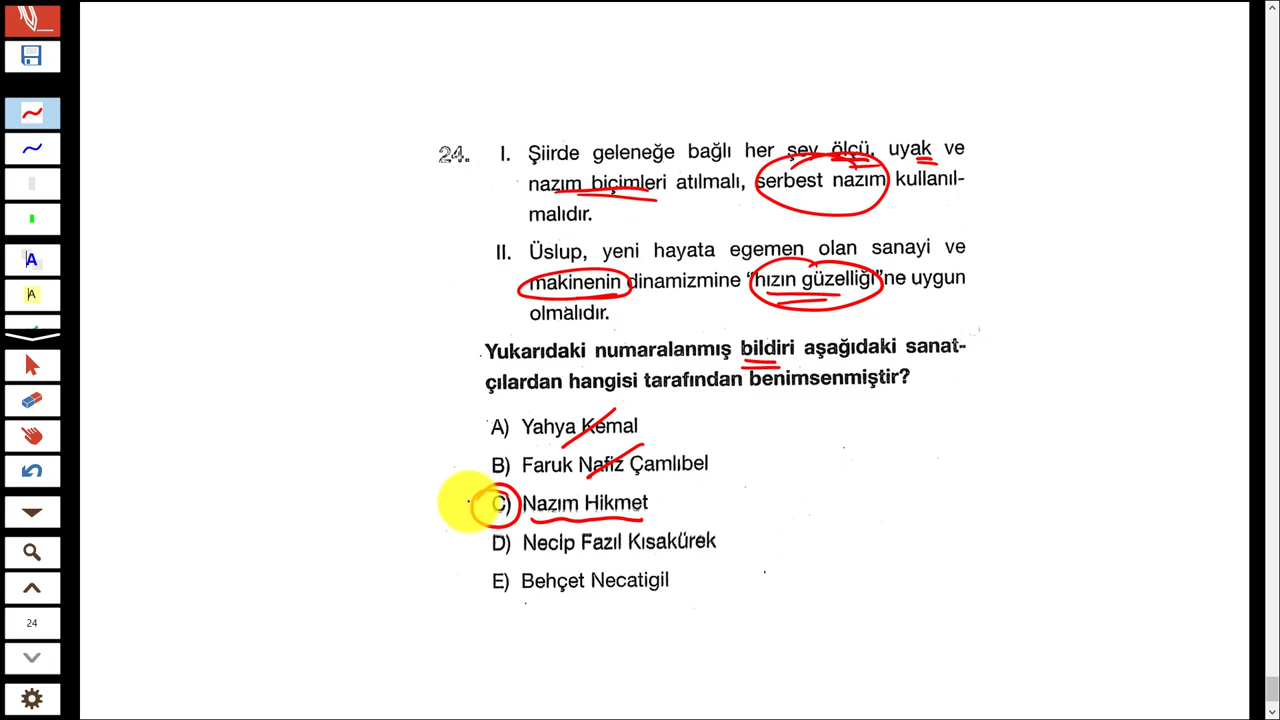 24. I. Şiirde geleneğe bağlı her şey ölçü, uyak ve
nazım biçimleri atılmalı, serbest nazım kullanıl-
malıdır.
II. Üslup, yeni hayata egemen olan sanayi ve
makinenin dinamizmine "hızın güzelliği"ne uygun
olmalıdır.
Yukarıdaki numaralanmış bildiri aşağıdaki sanat-
çılardan hangisi tarafından benimsenmiştir?
A) Yahya Kemal
B) Faruk Nafiz Çamlıbel
C) Nazım Hikmet
D) Necip Fazıl Kısakürek
E) Behçet Necatigil
A
A
24